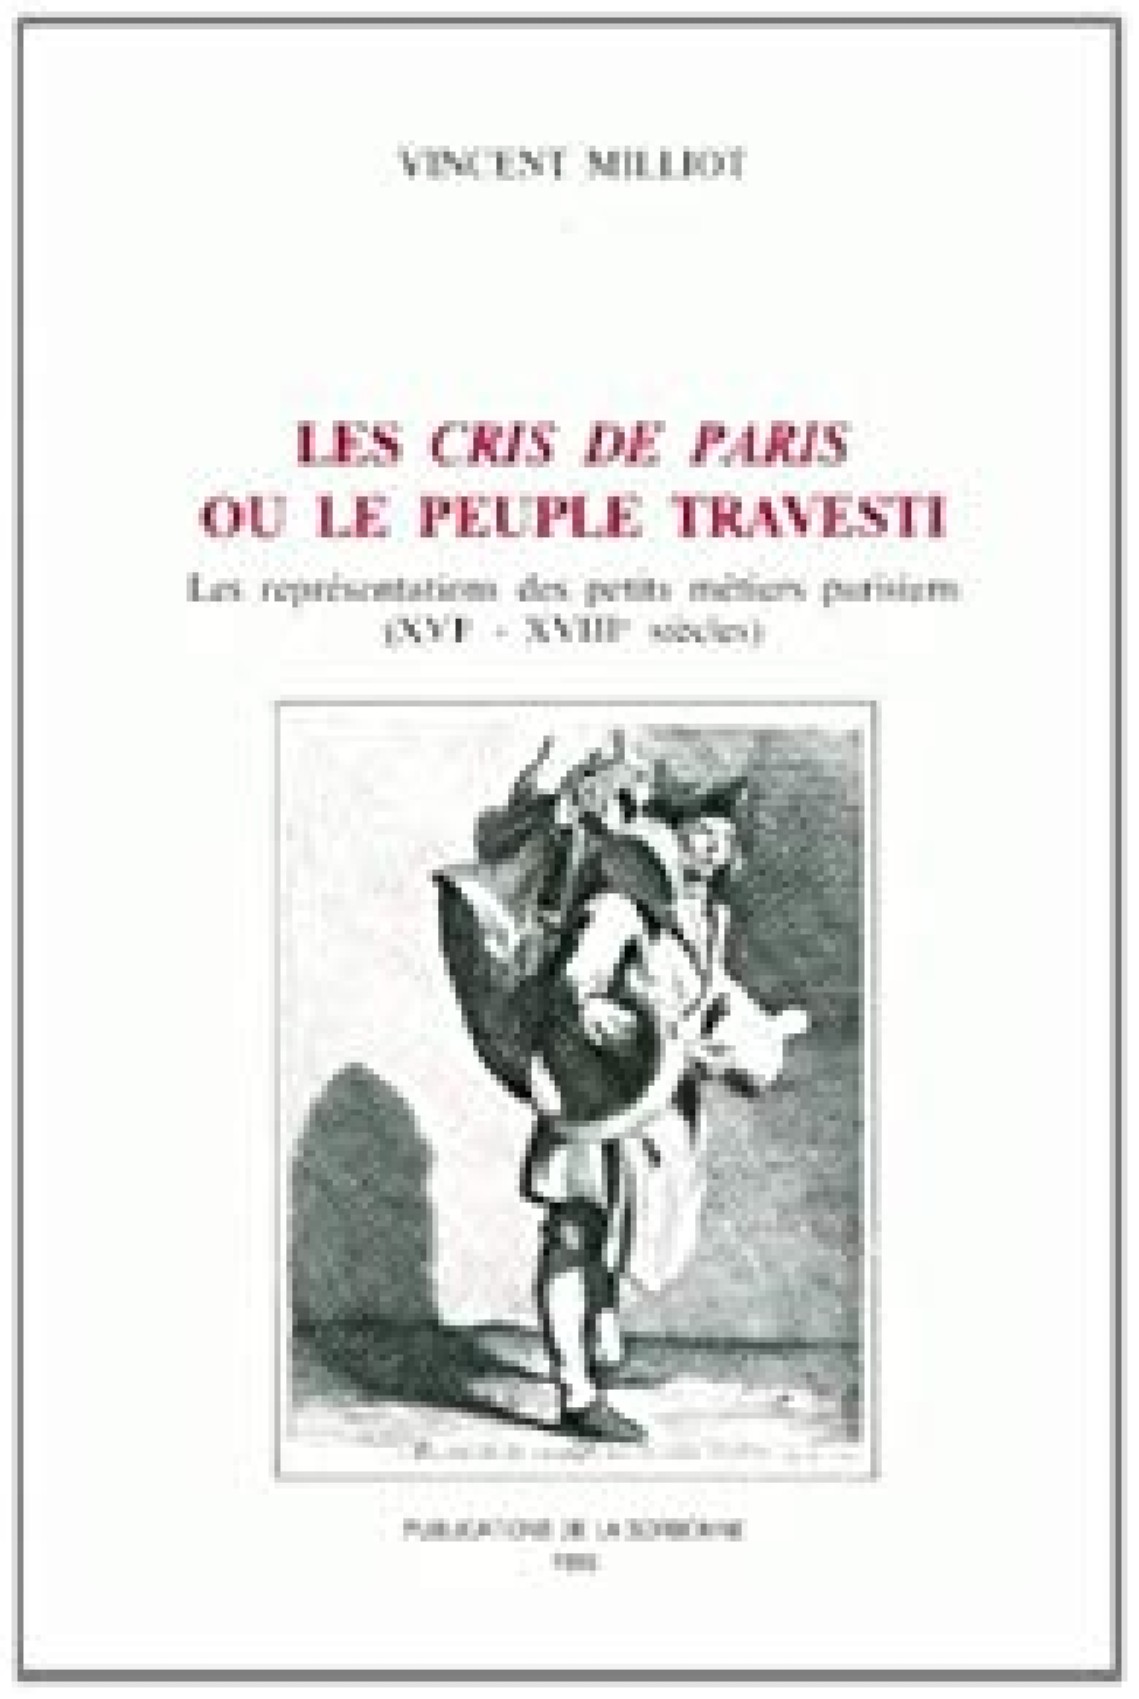 VINCENT MILLIOT
LES CRIS DE PARIS
OU LE PEUPLE TRAVESTI
Les représentations des petits métiers parisiens
(XVIᵉ - XVIIIᵉ siècles)
PUBLICATIONS DE LA SORBONNE